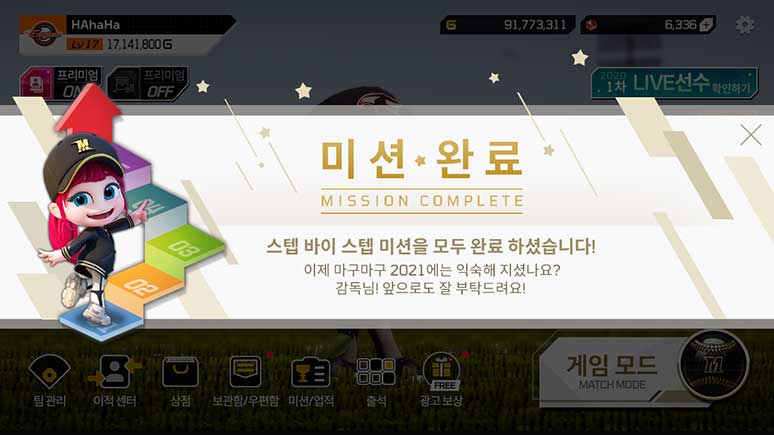 HAhaHa
Lv 17 17,141,800 G
G 91,773,311
6,336
프리미엄 ON
프리미엄 OFF
2020 1차 LIVE선수 확인하기
미션 완료
MISSION COMPLETE
스텝 바이 스텝 미션을 모두 완료 하셨습니다!
이제 마구마구 2021에는 익숙해 지셨나요?
감독님! 앞으로도 잘 부탁드려요!
M
03
02
팀 관리
이적 센터
상점
보관함/우편함
미션/업적
출석
FREE
광고 보상
게임 모드
MATCH MODE
M